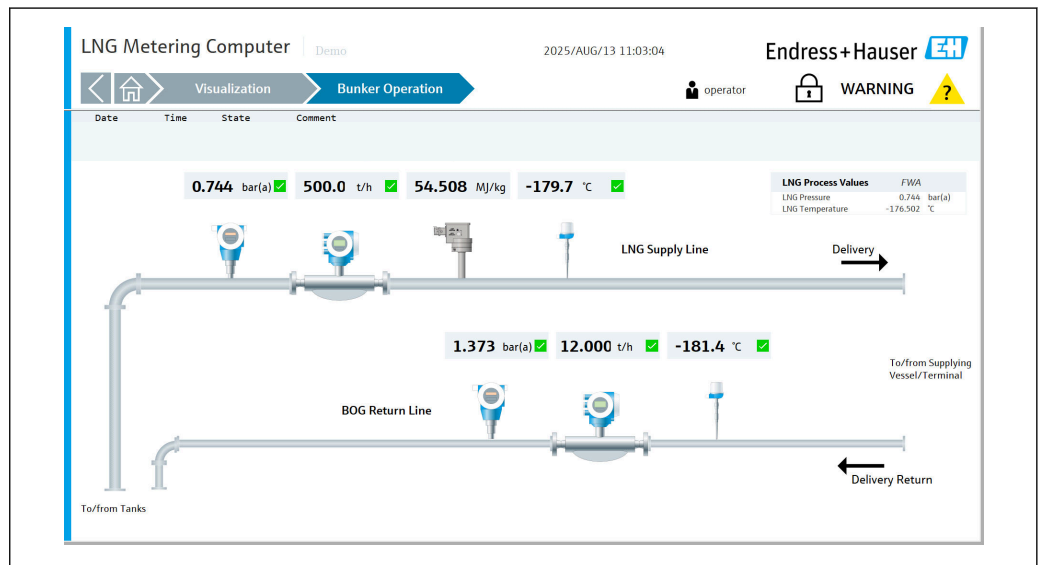 LNG Metering Computer
Demo
2025/AUG/13 11:03:04
Endress+Hauser EH
Visualization
Bunker Operation
operator
WARNING
?
Date Time State Comment
0.744 bar(a) 500.0 t/h 54.508 MJ/kg -179.7 °C
LNG Process Values FWA
LNG Pressure 0.744 bar(a)
LNG Temperature -176.502 °C
LNG Supply Line
Delivery
1.373 bar(a) 12.000 t/h -181.4 °C
To/from Supplying
Vessel/Terminal
BOG Return Line
Delivery Return
To/from Tanks